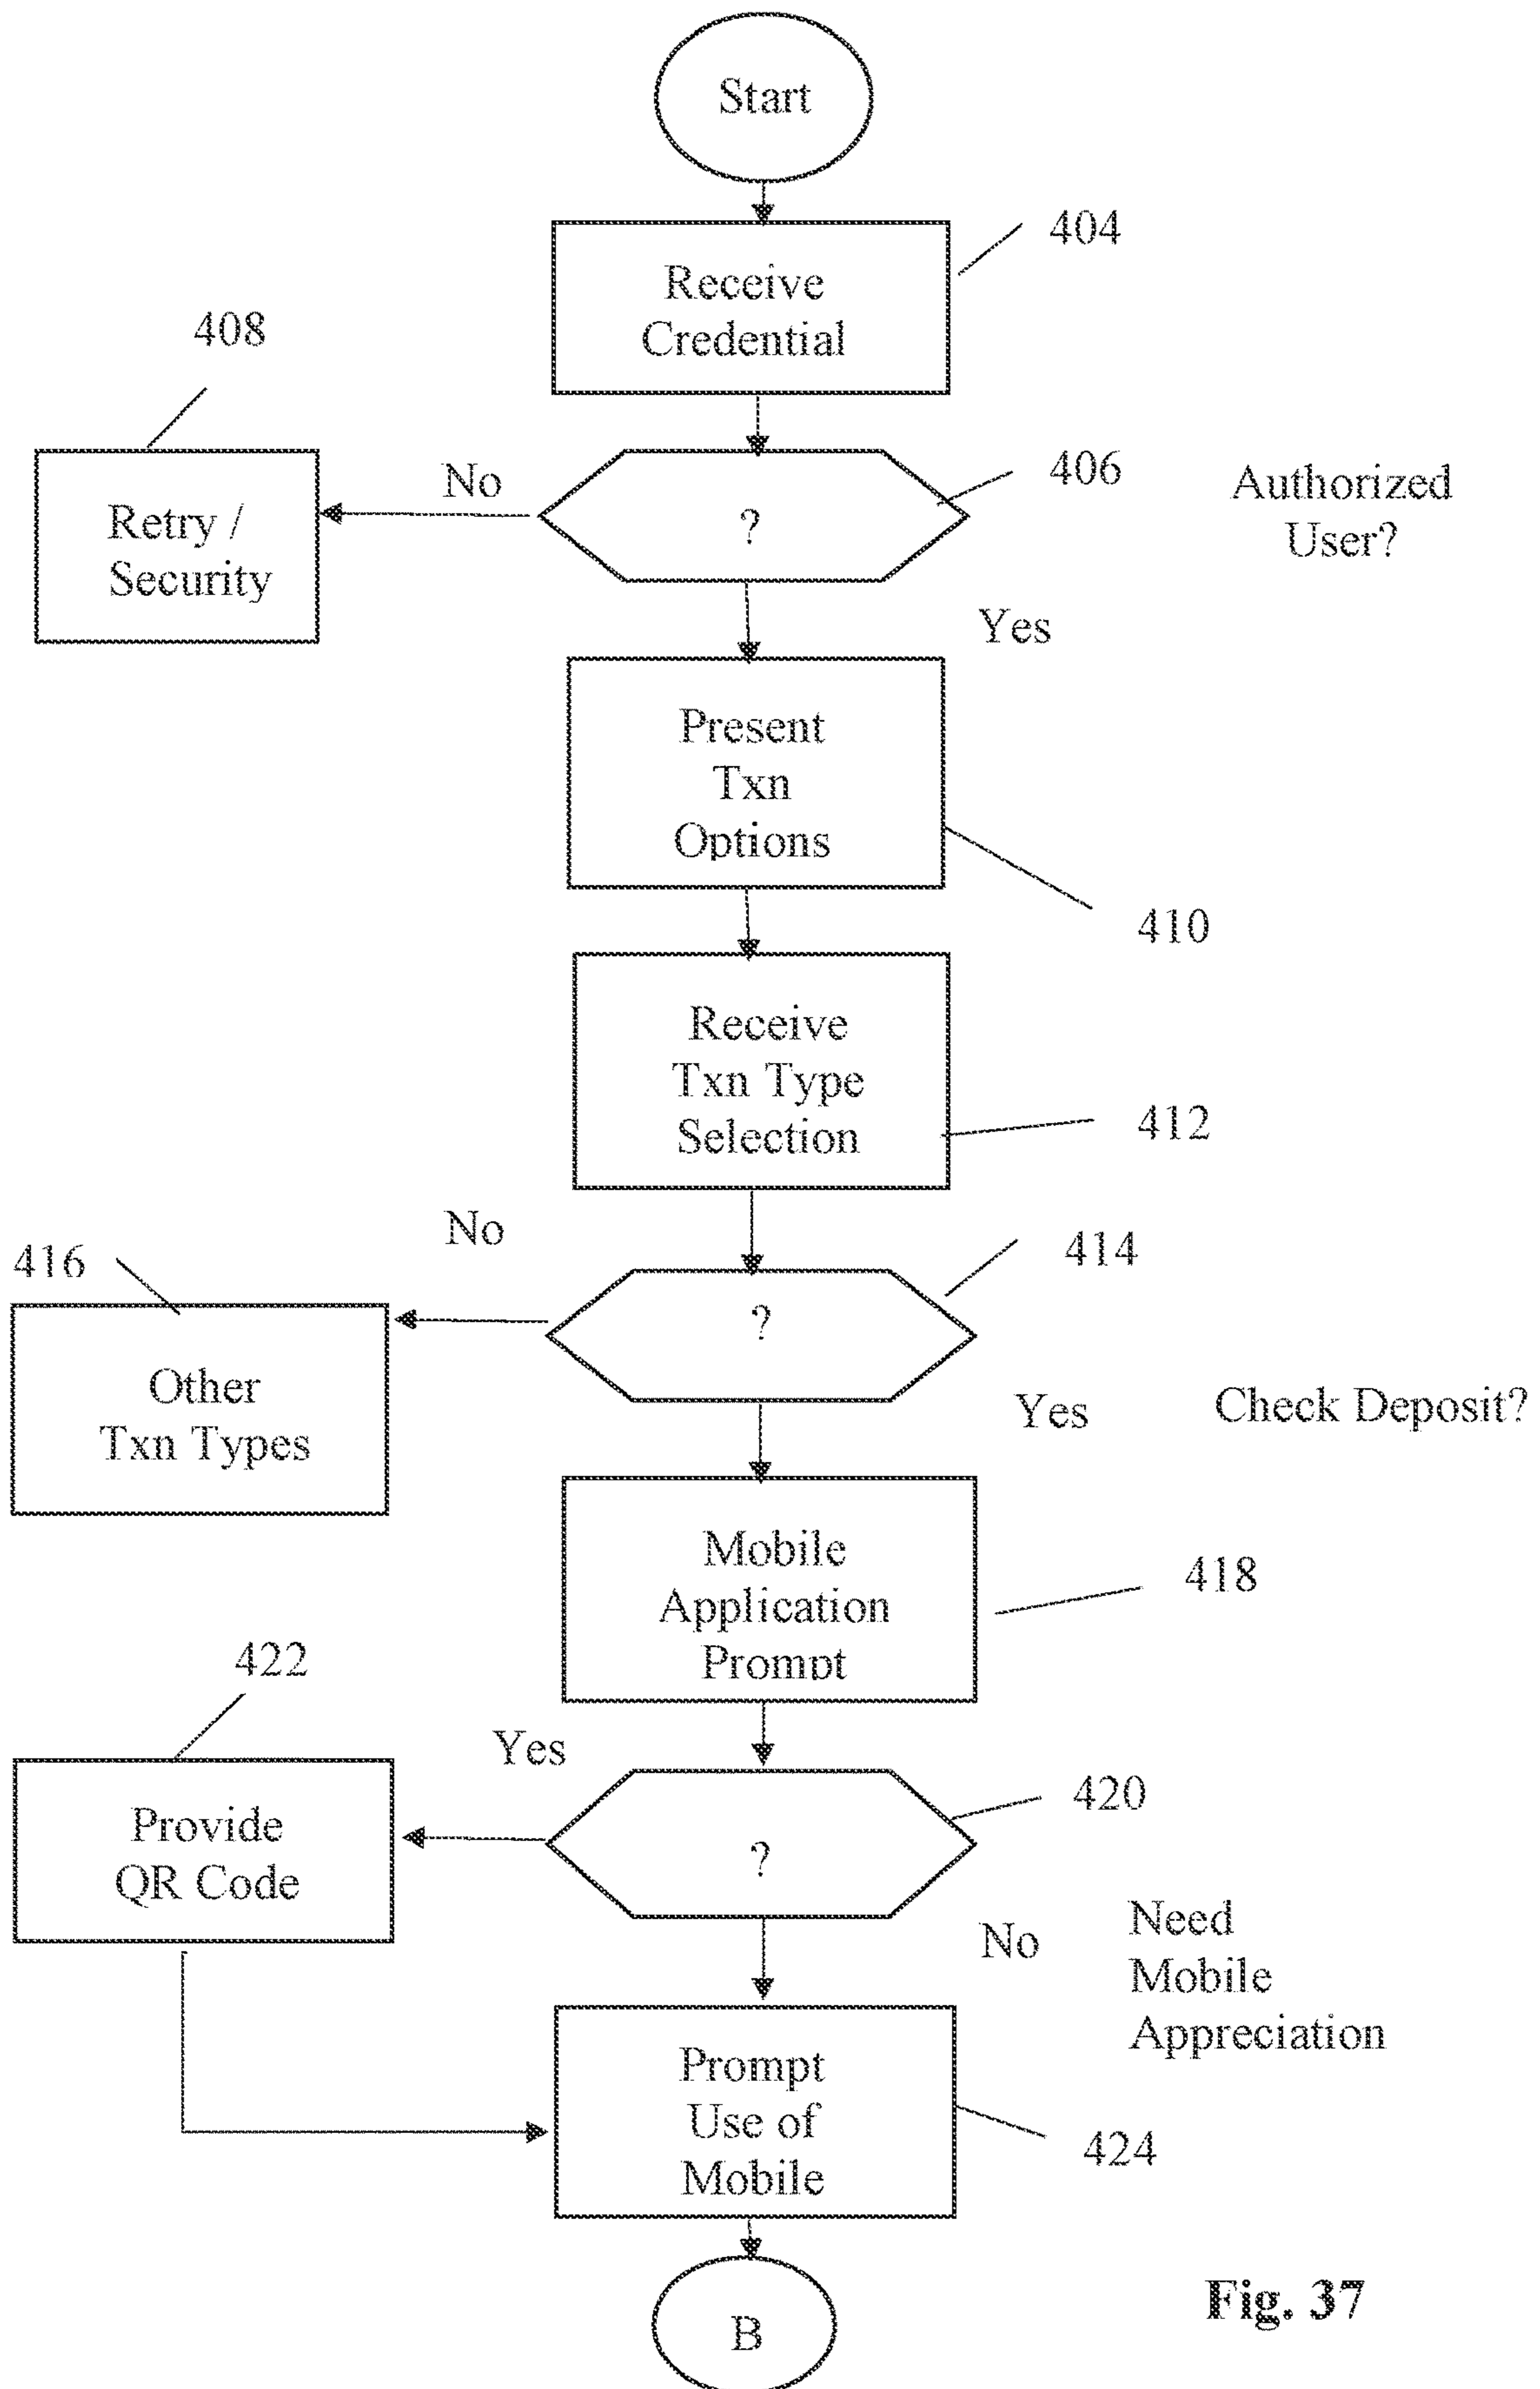 Start
404
Receive
Credential
408
No
406
Authorized
User?
?
Retry /
Security
Yes
Present
Txn
Options
410
Receive
Txn Type
Selection
412
No
414
416
?
Other
Txn Types
Yes
Check Deposit?
Mobile
Application
Prompt
418
422
Yes
420
Provide
QR Code
?
No
Need
Mobile
Appreciation
Prompt
Use of
Mobile
424
B
Fig. 37